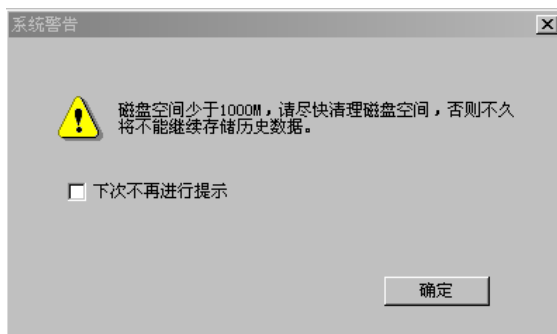 系统警告
磁盘空间少于1000M，请尽快清理磁盘空间，否则不久
将不能继续存储历史数据。
下次不再进行提示
确定